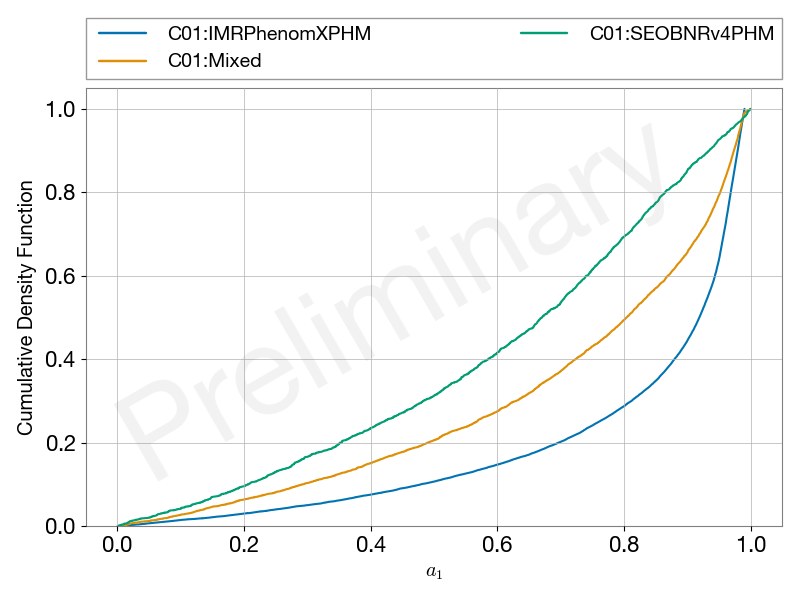 C01:IMRPhenomXPHM
C01:Mixed
C01:SEOBNRv4PHM
Preliminary
Cumulative Density Function
1.0
0.8
0.6
0.4
0.2
0.0
0.0 0.2 0.4 0.6 0.8 1.0
a₁